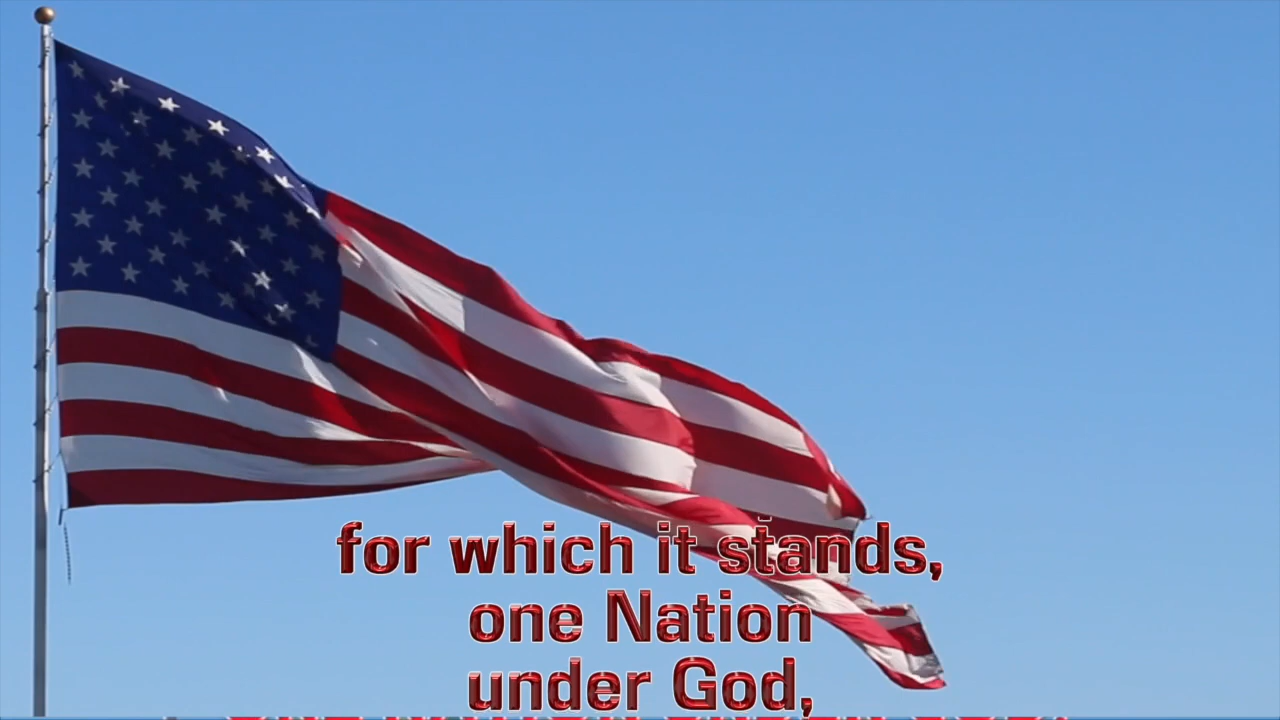 for which it stands,
one Nation
under God,